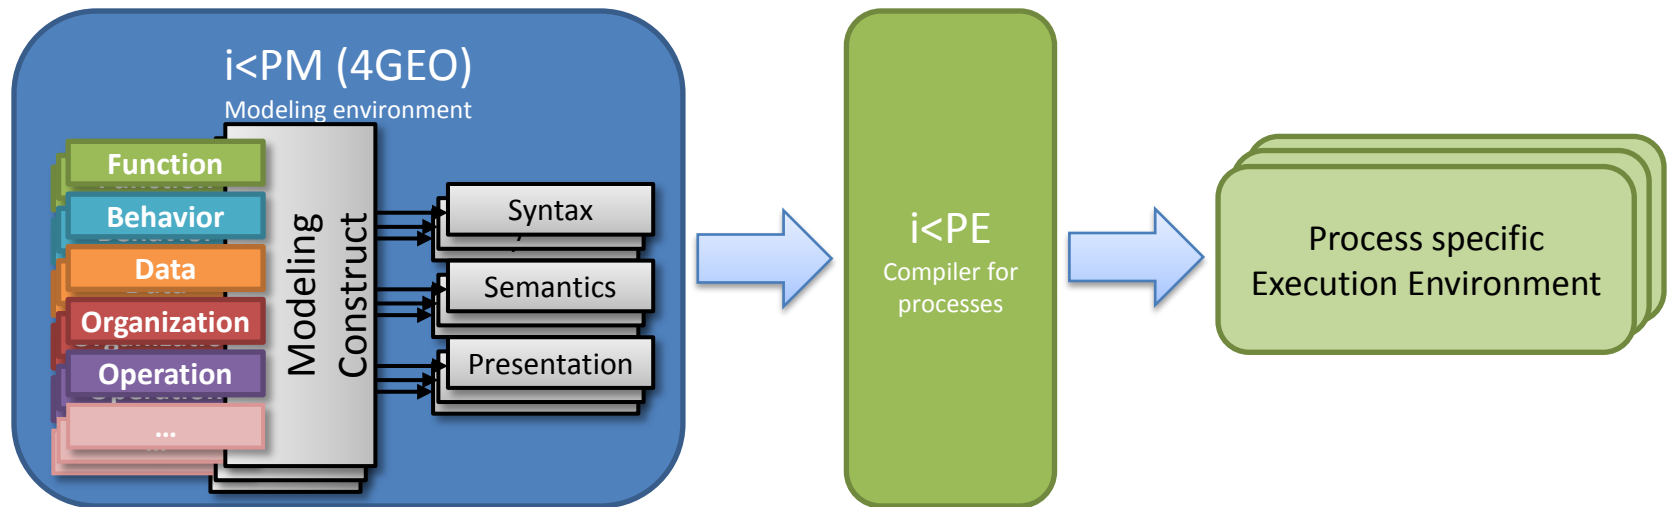 i<PM (4GEO)
Modeling environment
Function
Behavior
Data
Organization
Operation
...
Modeling
Construct
Syntax
Semantics
Presentation
i<PE
Compiler for
processes
Process specific
Execution Environment